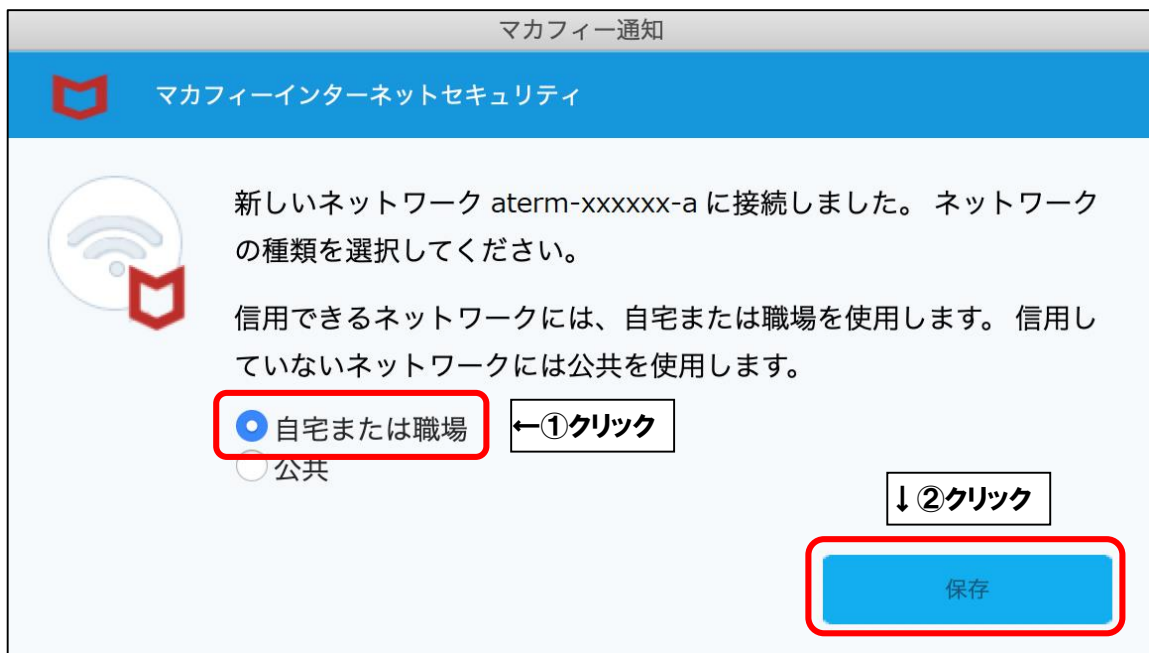 マカフィー通知
マカフィーインターネットセキュリティ
新しいネットワーク aterm-xxxxxx-a に接続しました。 ネットワーク
の種類を選択してください。
信用できるネットワークには、自宅または職場を使用します。 信用し
ていないネットワークには公共を使用します。
自宅または職場
←①クリック
公共
↓②クリック
保存